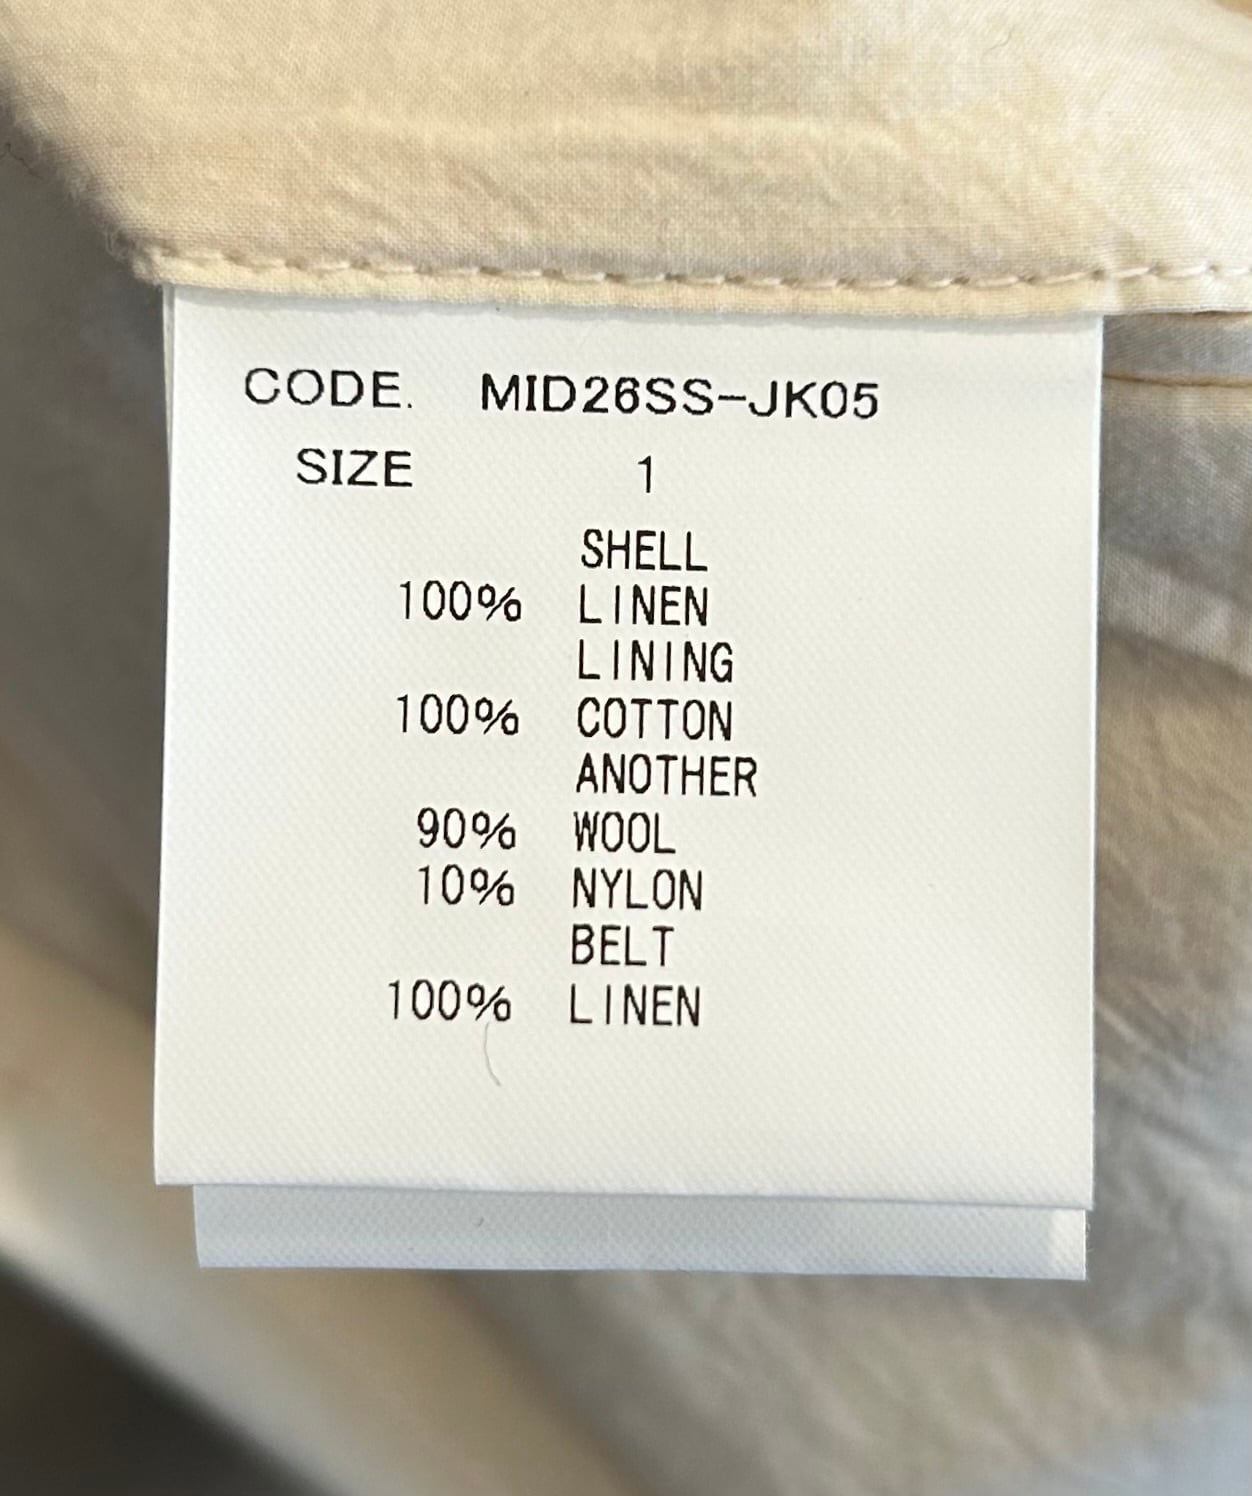 CODE. MID26SS-JK05
SIZE 1
SHELL
100% LINEN
LINING
100% COTTON
ANOTHER
90% WOOL
10% NYLON
BELT
100% LINEN